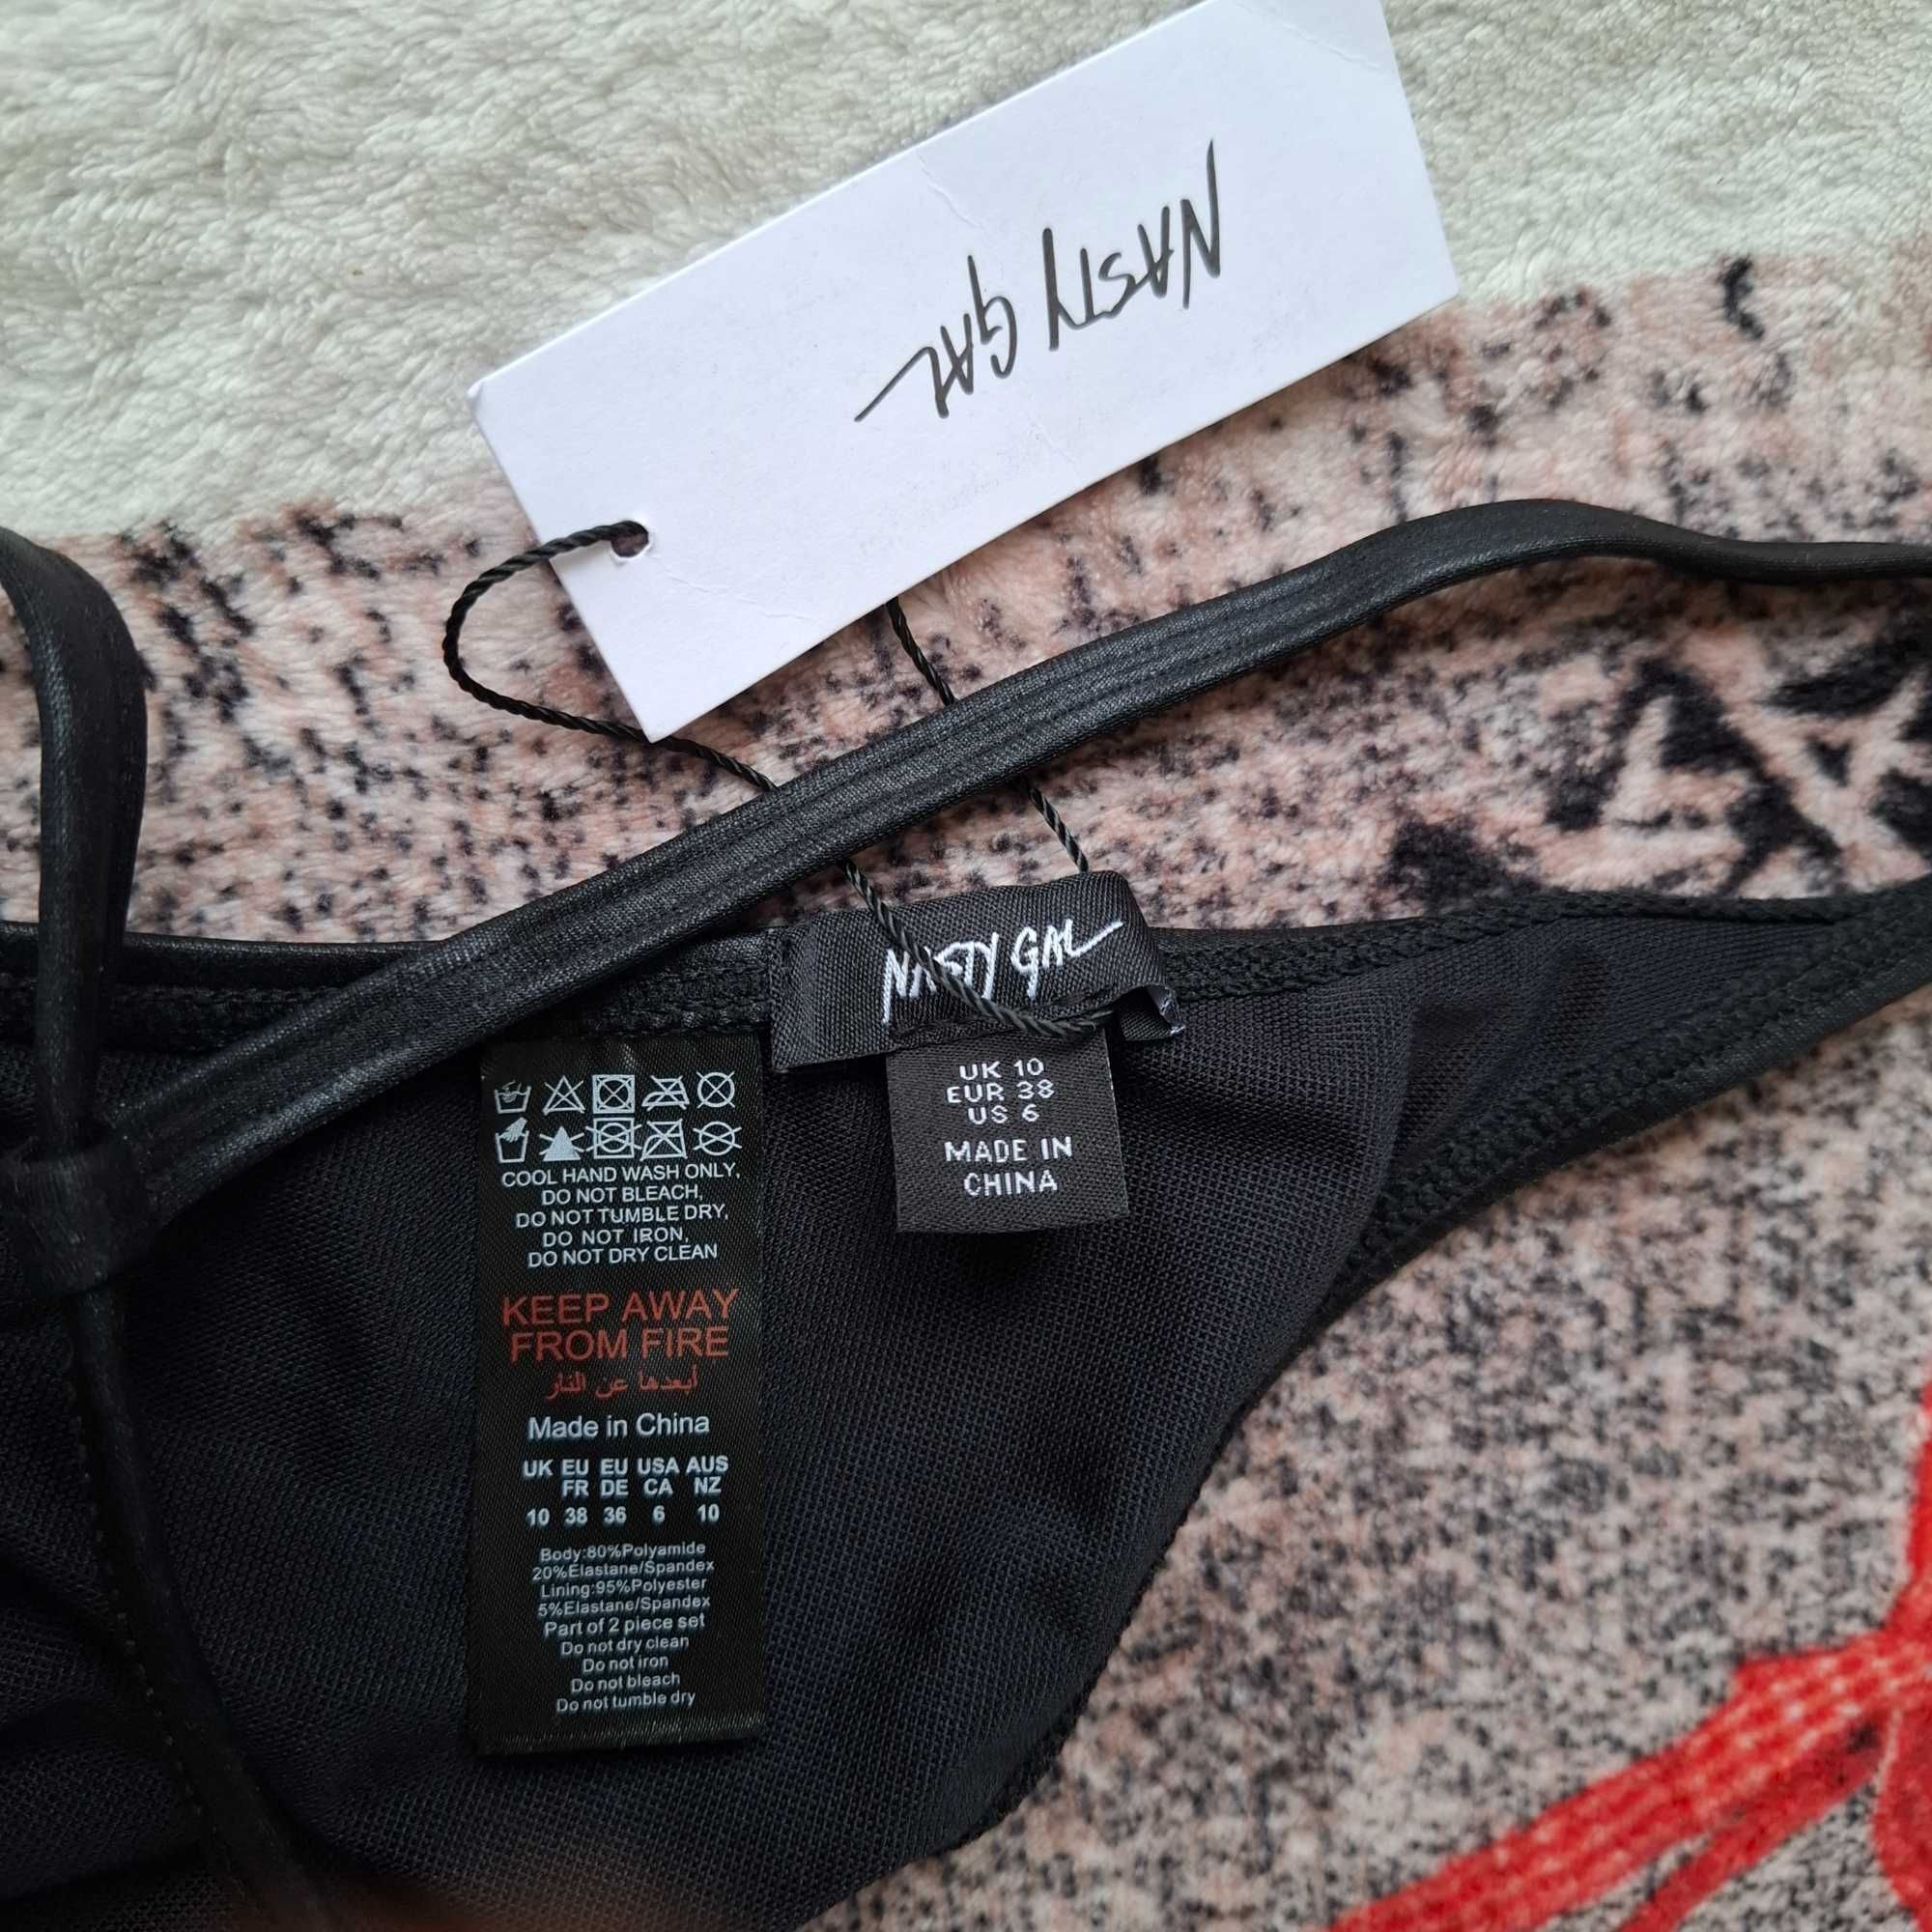 NASTY GAL
NASTY GAL
UK 10
EUR 38
US 6
MADE IN
CHINA
COOL HAND WASH ONLY,
DO NOT BLEACH,
DO NOT TUMBLE DRY,
DO NOT IRON,
DO NOT DRY CLEAN
KEEP AWAY
FROM FIRE
أبعدها عن النار
Made in China
UK EU EU USA AUS
FR DE CA NZ
10 38 36 6 10
Body:80%Polyamide
20%Elastane/Spandex
Lining:95%Polyester
5%Elastane/Spandex
Part of 2 piece set
Do not dry clean
Do not iron
Do not bleach
Do not tumble dry